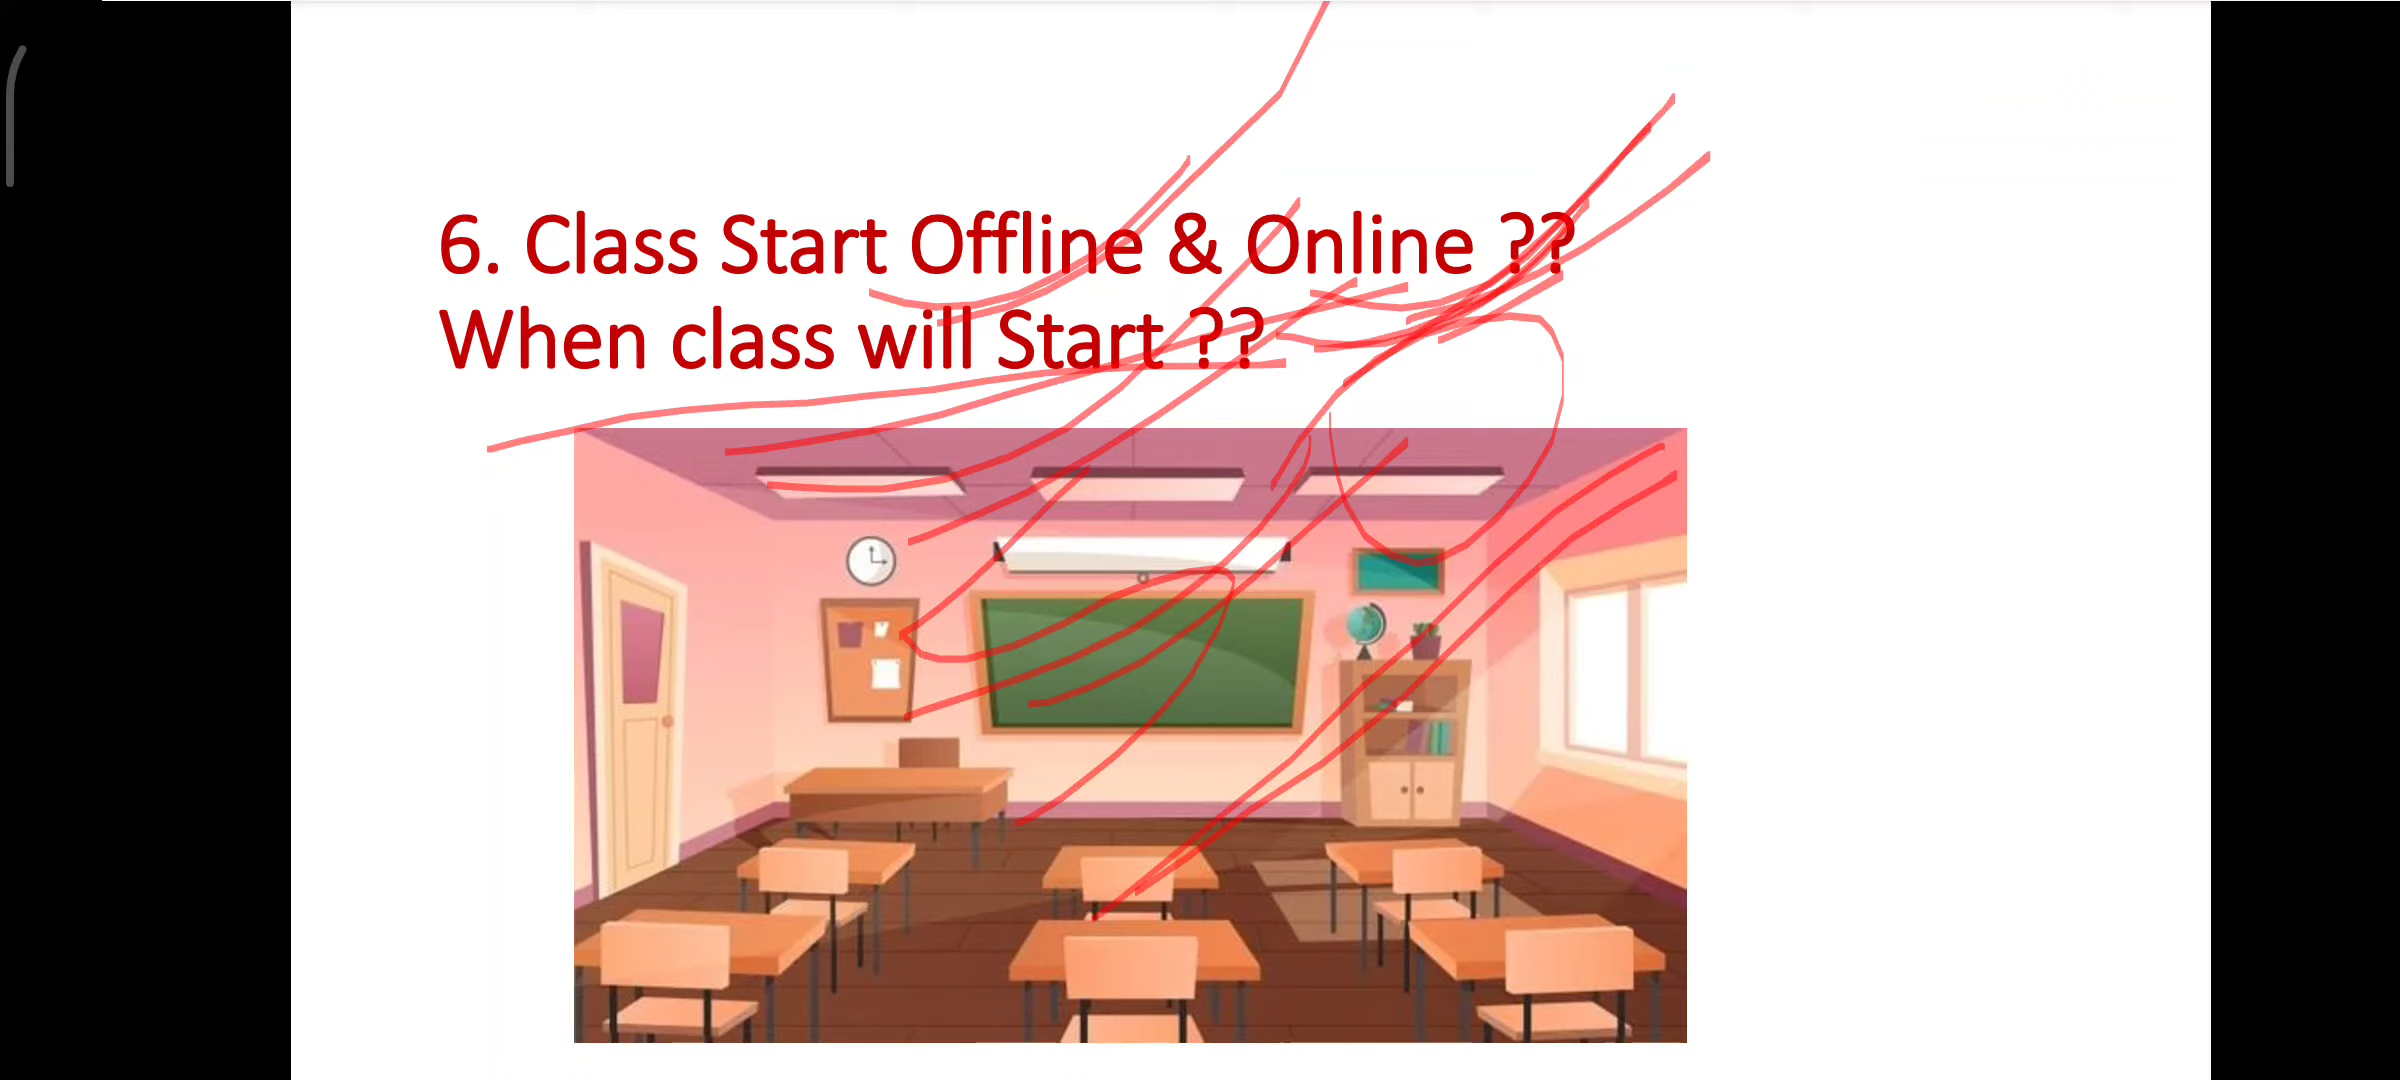 6. Class Start Offline & Online ??
When class will Start ??